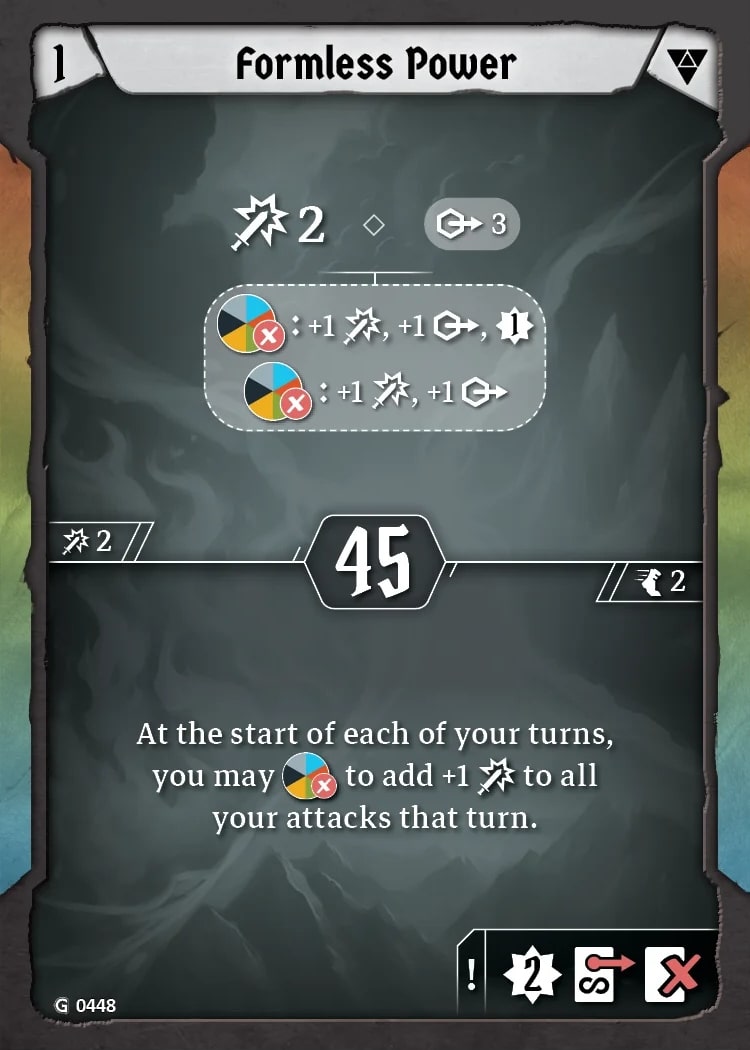 1
Formless Power
2 3
: +1 , +1 , 1
: +1 , +1
2
45
2
At the start of each of your turns,
you may to add +1 to all
your attacks that turn.
! 2
G 0448